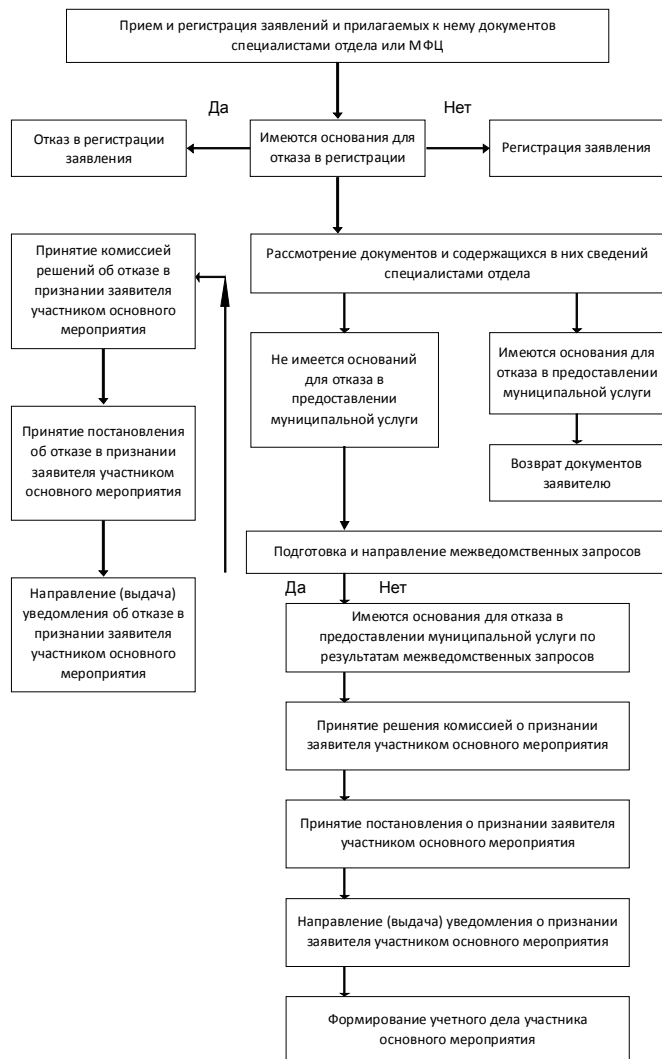 Прием и регистрация заявлений и прилагаемых к нему документов
специалистами отдела или МФЦ
Да
Нет
Отказ в регистрации
заявления
Имеются основания для
отказа в регистрации
Регистрация заявления
Принятие комиссией
решений об отказе в
признании заявителя
участником основного
мероприятия
Рассмотрение документов и содержащихся в них сведений
специалистами отдела
Не имеется оснований
для отказа в
предоставлении
муниципальной услуги
Имеются основания для
отказа в предоставлении
муниципальной услуги
Принятие постановления
об отказе в признании
заявителя участником
основного мероприятия
Возврат документов
заявителю
Подготовка и направление межведомственных запросов
Да
Нет
Направление (выдача)
уведомления об отказе в
признании заявителя
участником основного
мероприятия
Имеются основания для отказа в
предоставлении муниципальной услуги по
результатам межведомственных запросов
Принятие решения комиссией о признании
заявителя участником основного мероприятия
Принятие постановления о признании заявителя
участником основного мероприятия
Направление (выдача) уведомления о признании
заявителя участником основного мероприятия
Формирование учетного дела участника
основного мероприятия